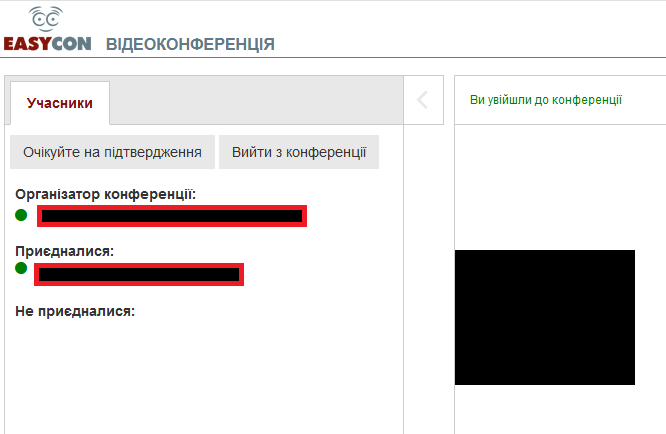 EASYCON ВІДЕОКОНФЕРЕНЦІЯ
Учасники
Ви увійшли до конференції
Очікуйте на підтвердження Вийти з конференції
Організатор конференції:
Приєдналися:
Не приєдналися: